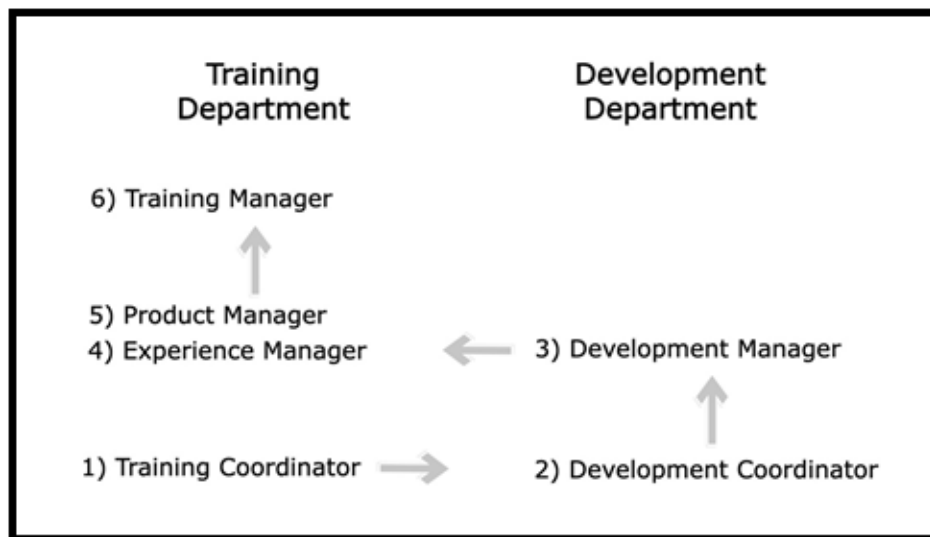 Training
Department
Development
Department
6) Training Manager
5) Product Manager
4) Experience Manager
3) Development Manager
1) Training Coordinator
2) Development Coordinator